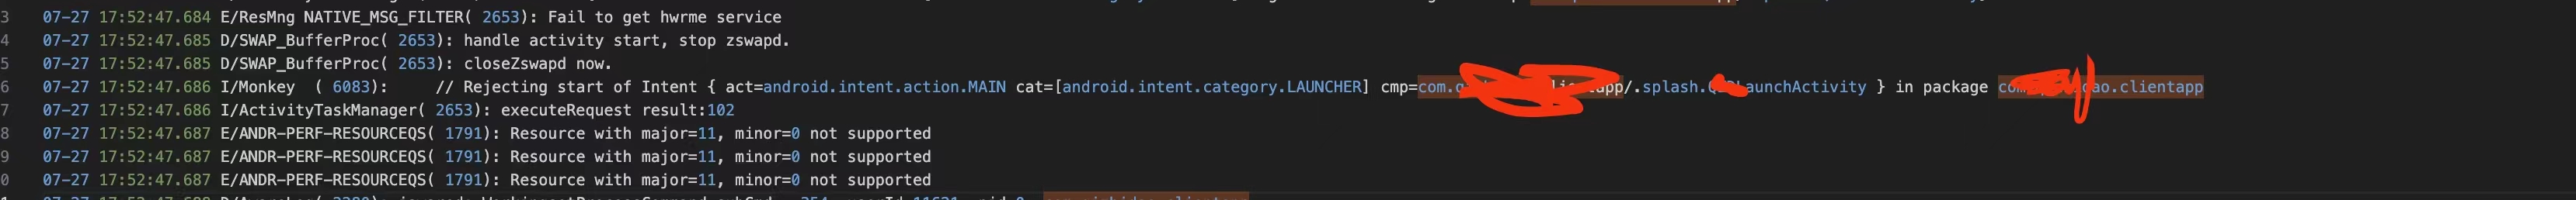 3 07-27 17:52:47.684 E/ResMng NATIVE_MSG_FILTER( 2653): Fail to get hwrme service
4 07-27 17:52:47.685 D/SWAP_BufferProc( 2653): handle activity start, stop zswapd.
5 07-27 17:52:47.685 D/SWAP_BufferProc( 2653): closeZswapd now.
6 07-27 17:52:47.686 I/Monkey  ( 6083):     // Rejecting start of Intent { act=android.intent.action.MAIN cat=[android.intent.category.LAUNCHER] cmp=com. /.splash. aunchActivity } in package ao.clientapp
7 07-27 17:52:47.686 I/ActivityTaskManager( 2653): executeRequest result:102
8 07-27 17:52:47.687 E/ANDR-PERF-RESOURCEQS( 1791): Resource with major=11, minor=0 not supported
9 07-27 17:52:47.687 E/ANDR-PERF-RESOURCEQS( 1791): Resource with major=11, minor=0 not supported
0 07-27 17:52:47.687 E/ANDR-PERF-RESOURCEQS( 1791): Resource with major=11, minor=0 not supported